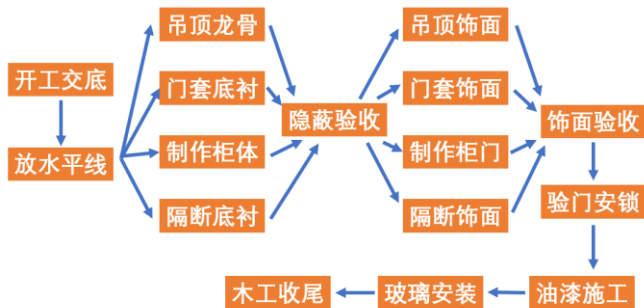 开工交底
放水平线
吊顶龙骨
门套底衬
制作柜体
隔断底衬
隐蔽验收
吊顶饰面
门套饰面
制作柜门
隔断饰面
饰面验收
验门安锁
油漆施工
玻璃安装
木工收尾